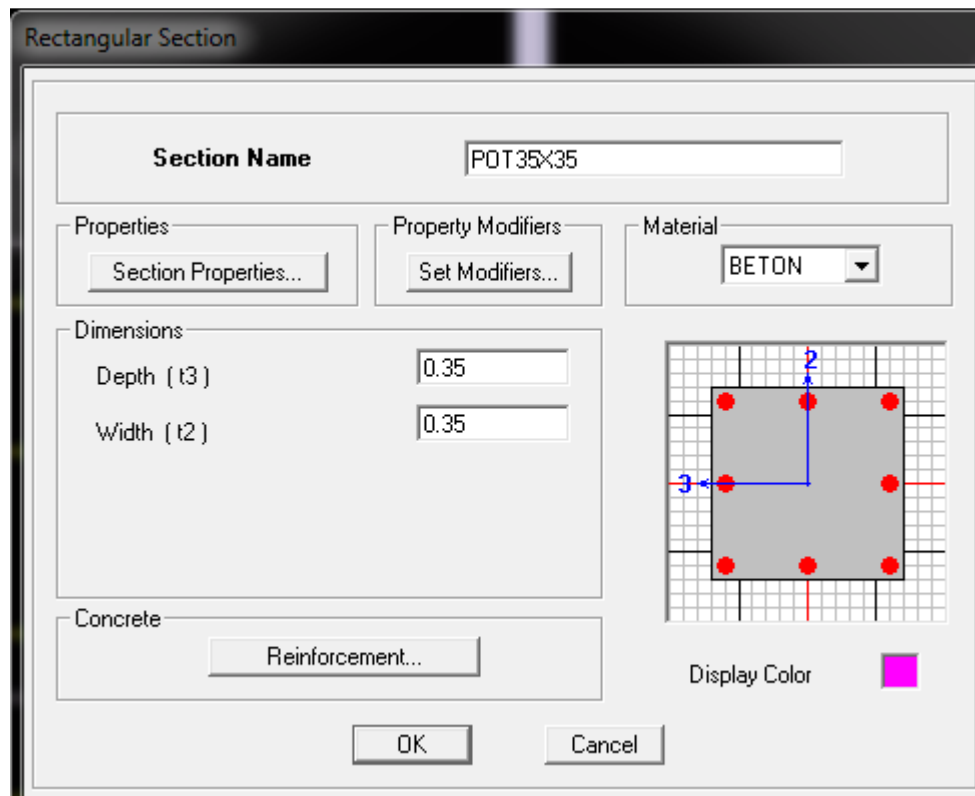 Rectangular Section
Section Name
POT35X35
Properties
Section Properties...
Property Modifiers
Set Modifiers...
Material
BETON
Dimensions
Depth ( t3 )
0.35
Width ( t2 )
0.35
2
3
Concrete
Reinforcement...
Display Color
OK
Cancel